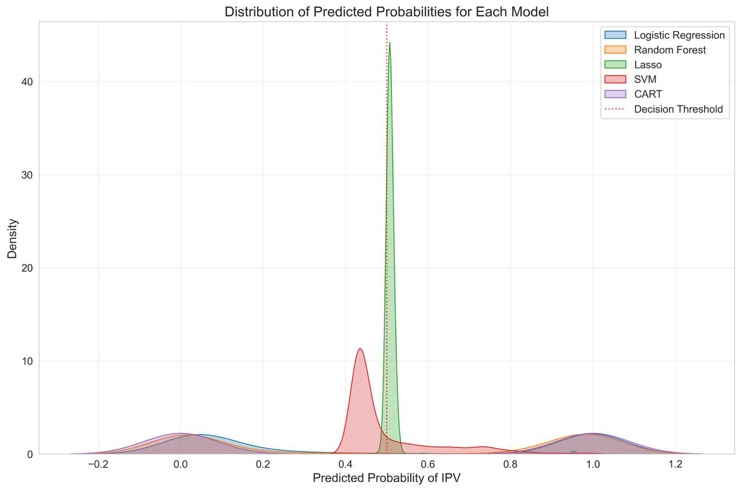 Distribution of Predicted Probabilities for Each Model
Logistic Regression
Random Forest
Lasso
SVM
CART
Decision Threshold
Density
40
30
20
10
0
−0.2
0.0
0.2
0.4
0.6
0.8
1.0
1.2
Predicted Probability of IPV